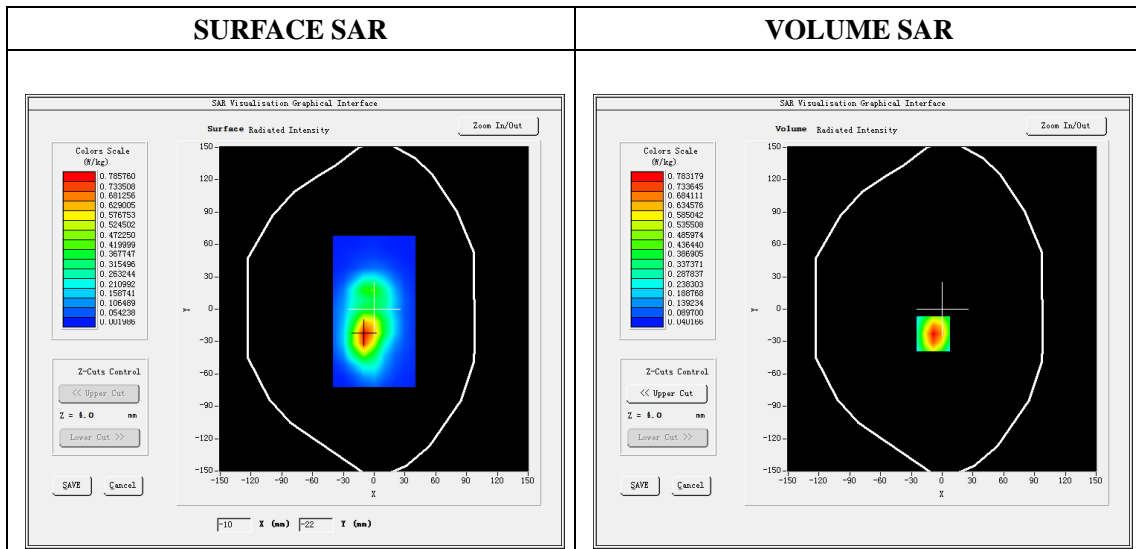 SURFACE SAR
VOLUME SAR
SAR Visualisation Graphical Interface
Surface Radiated Intensity
Zoom In/Out
Colors Scale
(W/kg)
0.785760
0.733508
0.681256
0.629005
0.576753
0.524502
0.472250
0.419999
0.367747
0.315496
0.263244
0.210992
0.158741
0.106489
0.054238
0.001986
Z-Cuts Control
<< Upper Cut
Z = 4.0 mm
Lower Cut >>
SAVE Cancel
150
120
90
60
30
0
-30
-60
-90
-120
-150
Y
-150 -120 -90 -60 -30 0 30 60 90 120 150
X
-10 X (mm) -22 Y (mm)
SAR Visualisation Graphical Interface
Volume Radiated Intensity
Zoom In/Out
Colors Scale
(W/kg)
0.783179
0.733645
0.684111
0.634576
0.585042
0.535508
0.485974
0.436440
0.386905
0.337371
0.287837
0.238303
0.188768
0.139234
0.089700
0.040166
Z-Cuts Control
<< Upper Cut
Z = 4.0 mm
Lower Cut >>
SAVE Cancel
150
120
90
60
30
0
-30
-60
-90
-120
-150
Y
-150 -120 -90 -60 -30 0 30 60 90 120 150
X